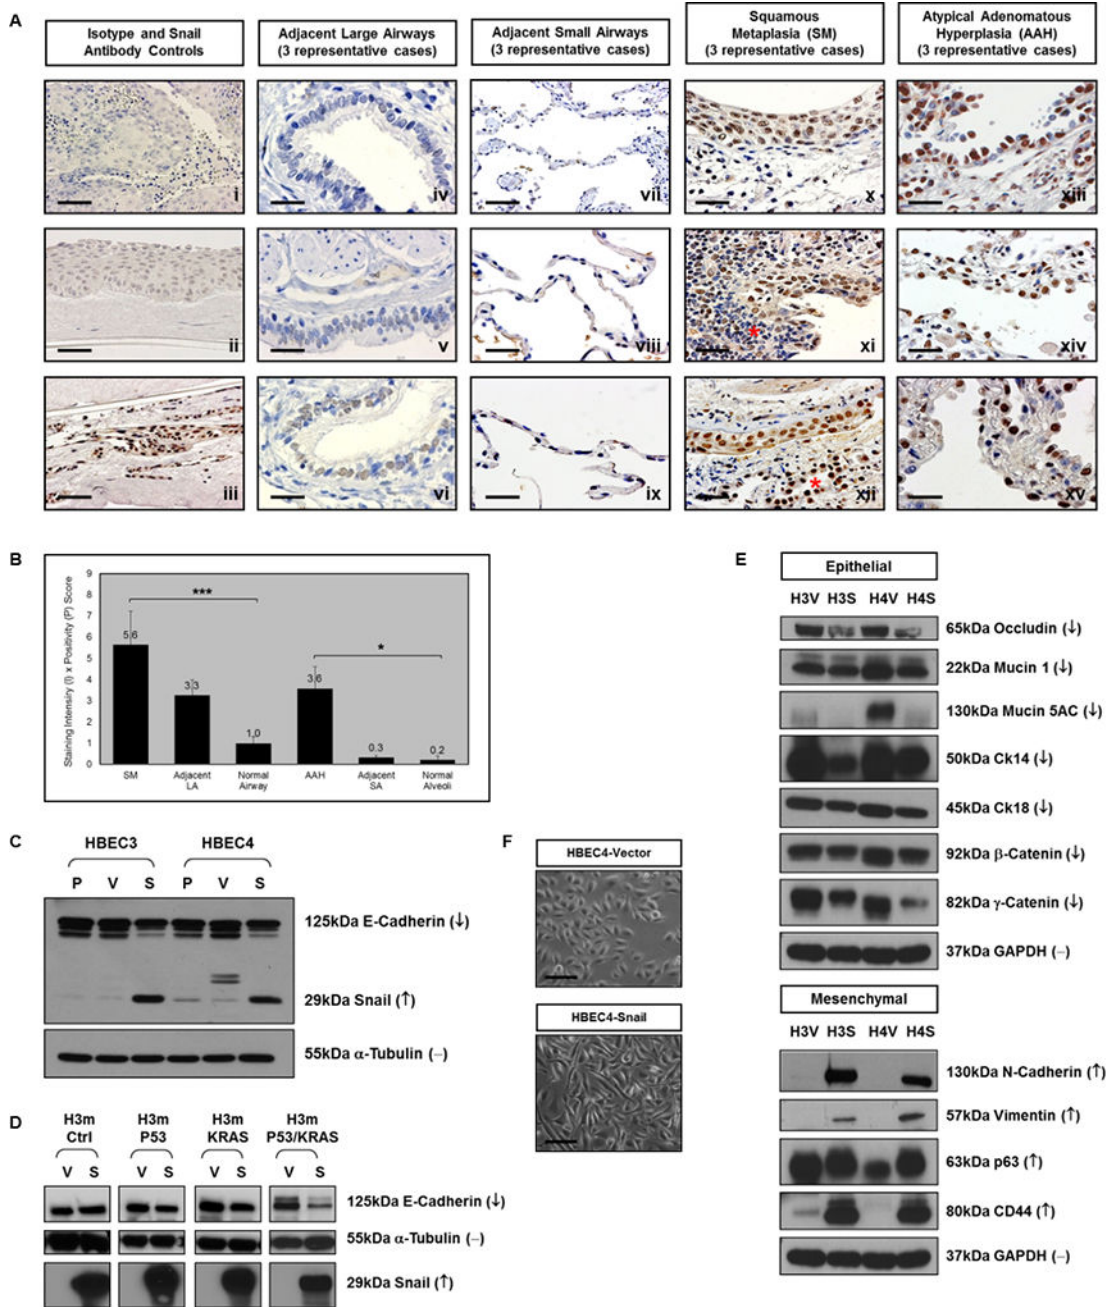 A
Isotype and Snail
Antibody Controls
Adjacent Large Airways
(3 representative cases)
Adjacent Small Airways
(3 representative cases)
Squamous
Metaplasia (SM)
(3 representative cases)
Atypical Adenomatous
Hyperplasia (AAH)
(3 representative cases)
i
iv
vii
x
xiii
ii
v
viii
*
xi
xiv
iii
vi
ix
*
xii
xv
B
Staining Intensiry (I) x Positivity (P) Score
9
8
7
6
5
4
3
2
1
0
***
*
5.6
3.3
1.0
3.6
0.3
0.2
SM
Adjacent
LA
Normal
Airway
AAH
Adjacent
SA
Normal
Alveoli
C
HBEC3
HBEC4
P V S P V S
125kDa E-Cadherin (↓)
29kDa Snail (↑)
55kDa α-Tubulin (–)
D
H3m
Ctrl
H3m
P53
H3m
KRAS
H3m
P53/KRAS
V S V S V S V S
125kDa E-Cadherin (↓)
55kDa α-Tubulin (–)
29kDa Snail (↑)
F
HBEC4-Vector
HBEC4-Snail
E
Epithelial
H3V H3S H4V H4S
65kDa Occludin (↓)
22kDa Mucin 1 (↓)
130kDa Mucin 5AC (↓)
50kDa Ck14 (↓)
45kDa Ck18 (↓)
92kDa β-Catenin (↓)
82kDa γ-Catenin (↓)
37kDa GAPDH (–)
Mesenchymal
H3V H3S H4V H4S
130kDa N-Cadherin (↑)
57kDa Vimentin (↑)
63kDa p63 (↑)
80kDa CD44 (↑)
37kDa GAPDH (–)